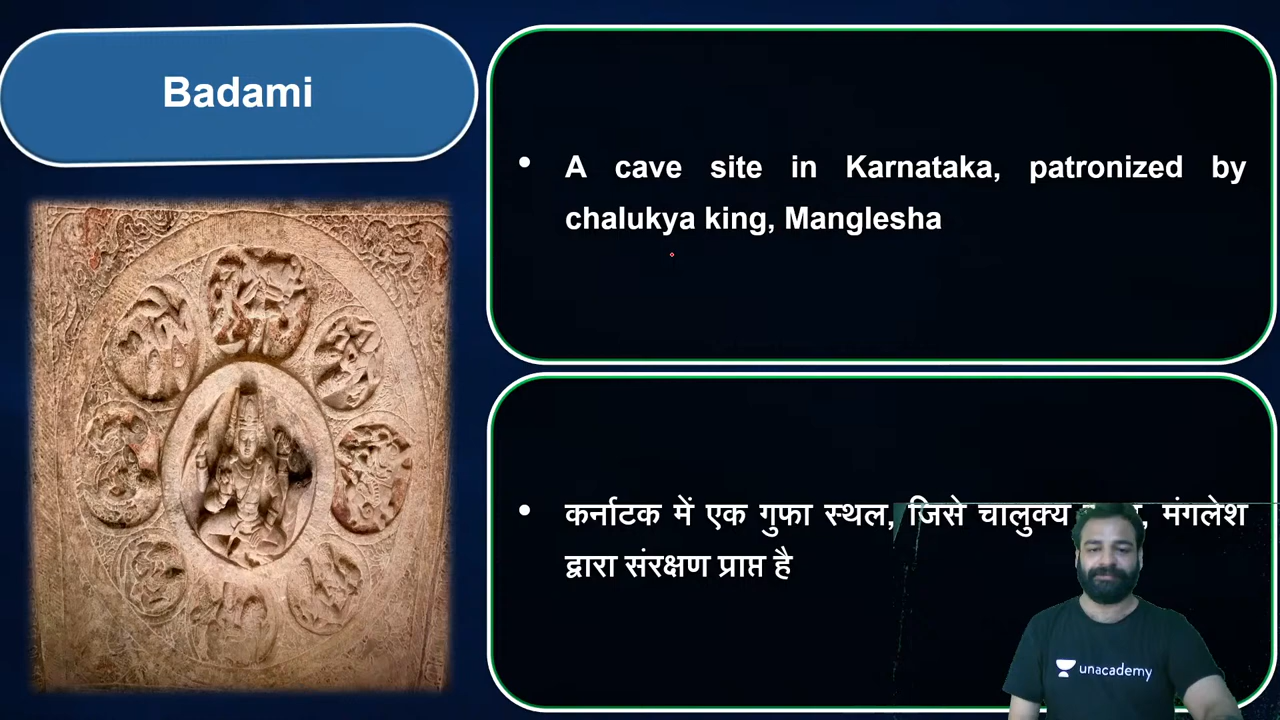 Badami
• A cave site in Karnataka, patronized by
chalukya king, Manglesha
• कर्नाटक में एक गुफा स्थल, जिसे चालुक्य , मंगलेश
द्वारा संरक्षण प्राप्त है
unacademy